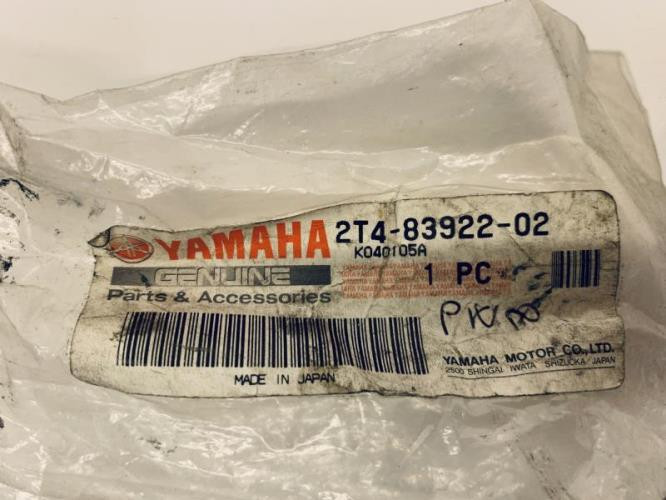 YAMAHA 2T4-83922-02
K040105A
GENUINE 1 PC
Parts & Accessories
YAMAHA MOTOR CO., LTD.
2500 SHINGAI IWATA SHIZUOKA JAPAN
MADE IN JAPAN